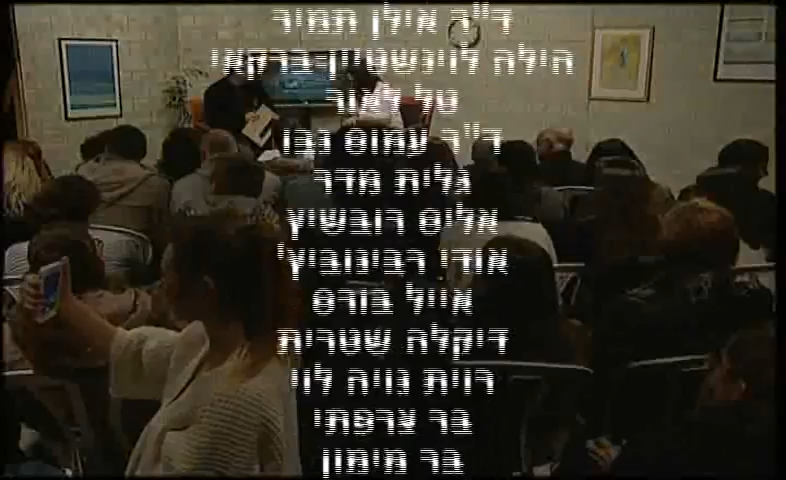 ד"ר אילן תמיר
הילה לוינשטיין-ברקאי
טל לאור
ד"ר עמוס נבו
גלית מדר
אליס רובשיץ
אודי רבינוביץ'
אייל בורס
דיקלה שטרית
רוית נויה לוי
בר צרפתי
בר מימון